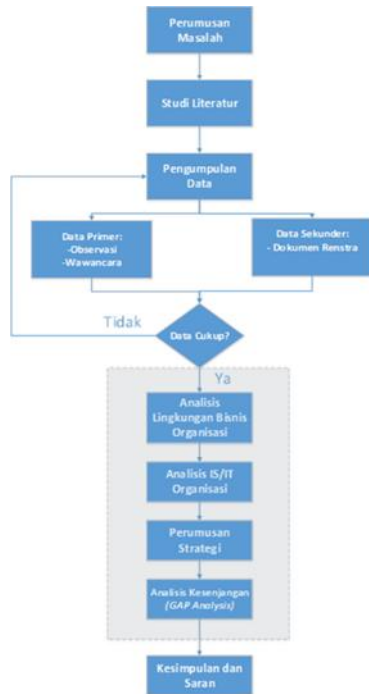 Perumusan
Masalah
Studi Literatur
Pengumpulan
Data
Data Primer:
-Observasi
-Wawancara
Data Sekunder:
- Dokumen Renstra
Tidak
Data Cukup?
Ya
Analisis
Lingkungan Bisnis
Organisasi
Analisis IS/IT
Organisasi
Perumusan
Strategi
Analisis Kesenjangan
(GAP Analysis)
Kesimpulan dan
Saran